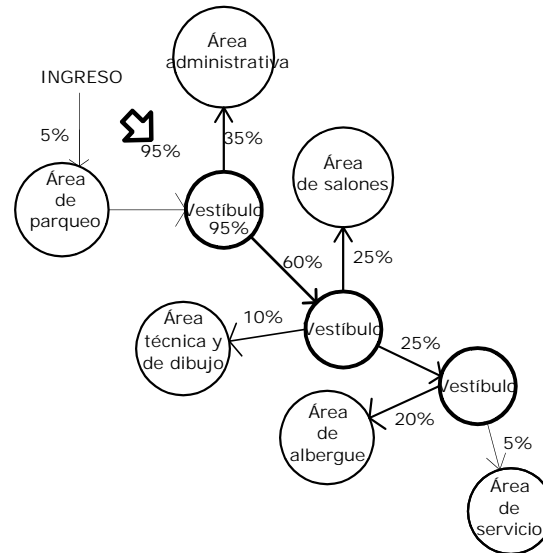 Área
administrativa
INGRESO
5%
95%
35%
Área
de
parqueo
Vestíbulo
95%
Área
de salones
60%
25%
Área
técnica y
de dibujo
10%
Vestíbulo
25%
Vestíbulo
Área
de
albergue
20%
5%
Área
de
servicio